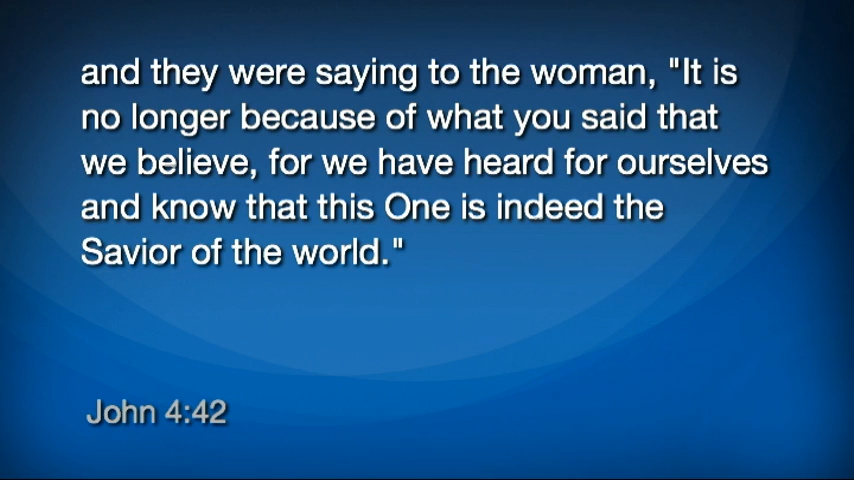 and they were saying to the woman, "It is
no longer because of what you said that
we believe, for we have heard for ourselves
and know that this One is indeed the
Savior of the world."
John 4:42